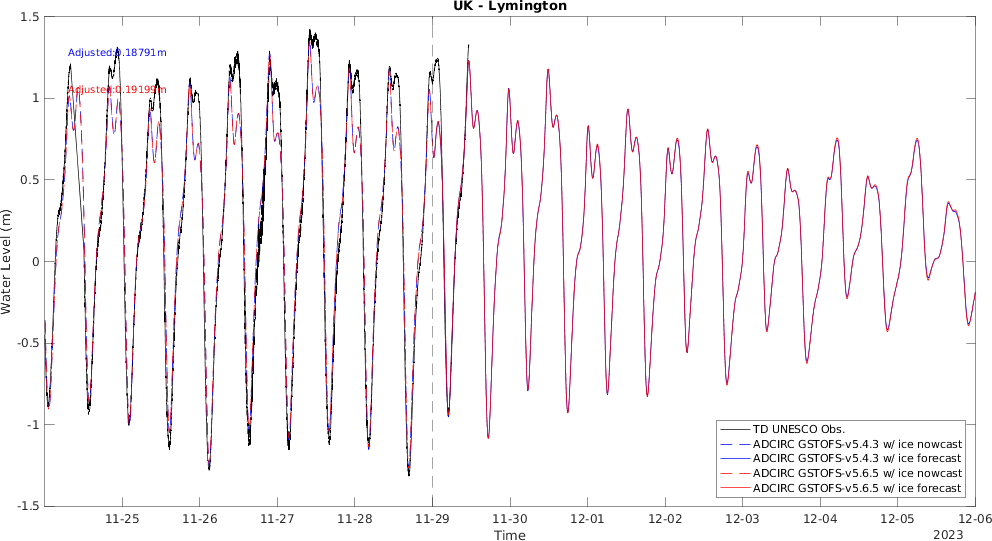 UK - Lymington
1.5
1
0.5
0
-0.5
-1
-1.5
Water Level (m)
Adjusted:0.18791m
Adjusted:0.19199m
TD UNESCO Obs.
ADCIRC GSTOFS-v5.4.3 w/ ice nowcast
ADCIRC GSTOFS-v5.4.3 w/ ice forecast
ADCIRC GSTOFS-v5.6.5 w/ ice nowcast
ADCIRC GSTOFS-v5.6.5 w/ ice forecast
11-25 11-26 11-27 11-28 11-29 11-30 12-01 12-02 12-03 12-04 12-05 12-06
Time
2023